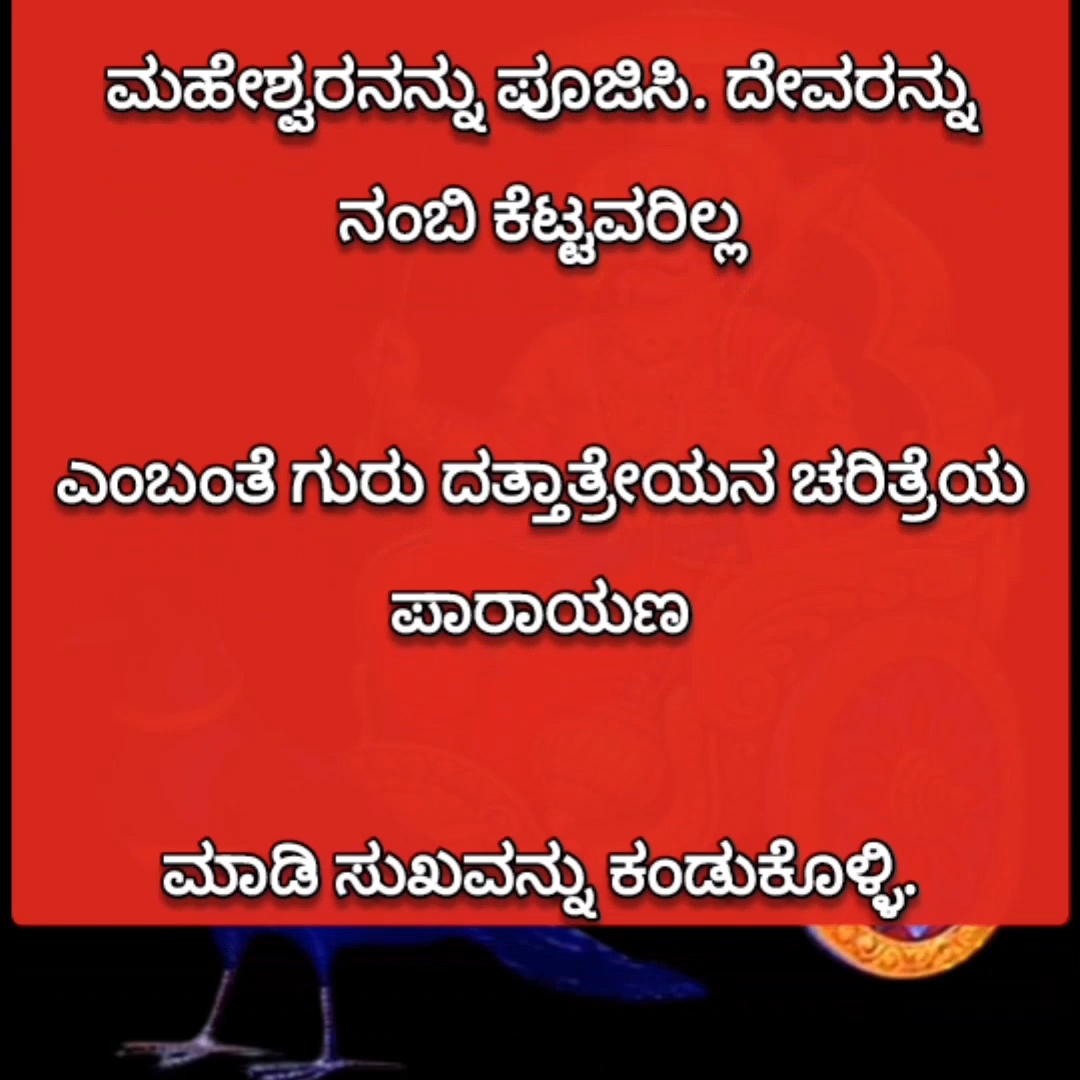 ಮಹೇಶ್ವರನನ್ನು ಪೂಜಿಸಿ. ದೇವರನ್ನು
ನಂಬಿ ಕೆಟ್ಟವರಿಲ್ಲ
ಎಂಬಂತೆ ಗುರು ದತ್ತಾತ್ರೇಯನ ಚರಿತ್ರೆಯ
ಪಾರಾಯಣ
ಮಾಡಿ ಸುಖವನ್ನು ಕಂಡುಕೊಳ್ಳಿ.